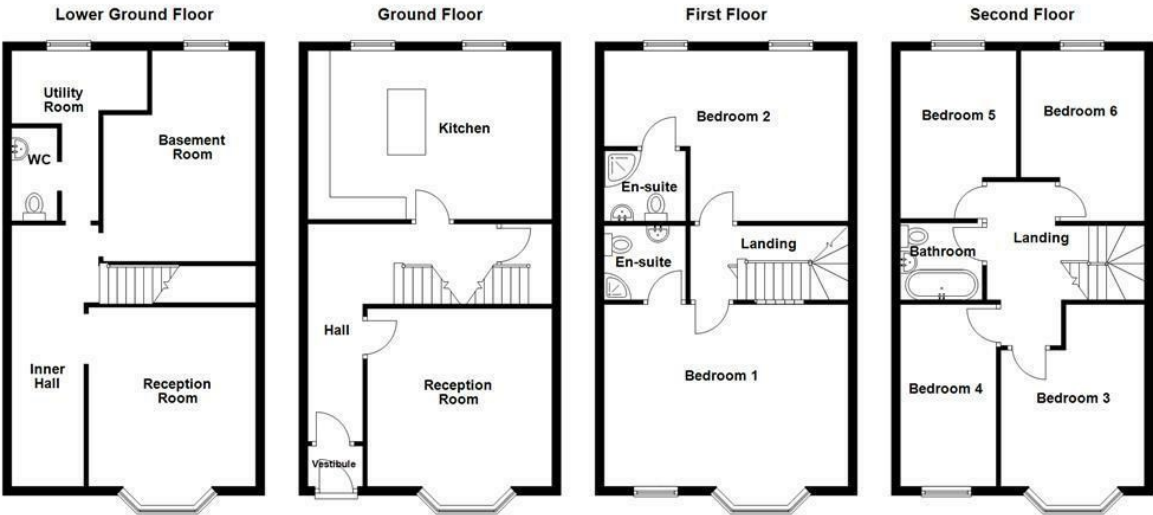 Lower Ground Floor
Utility
Room
WC
Basement
Room
Inner
Hall
Reception
Room
Ground Floor
Kitchen
Hall
Reception
Room
Vestibule
First Floor
Bedroom 2
En-suite
En-suite
Landing
Bedroom 1
Second Floor
Bedroom 5
Bedroom 6
Bathroom
Landing
Bedroom 4
Bedroom 3